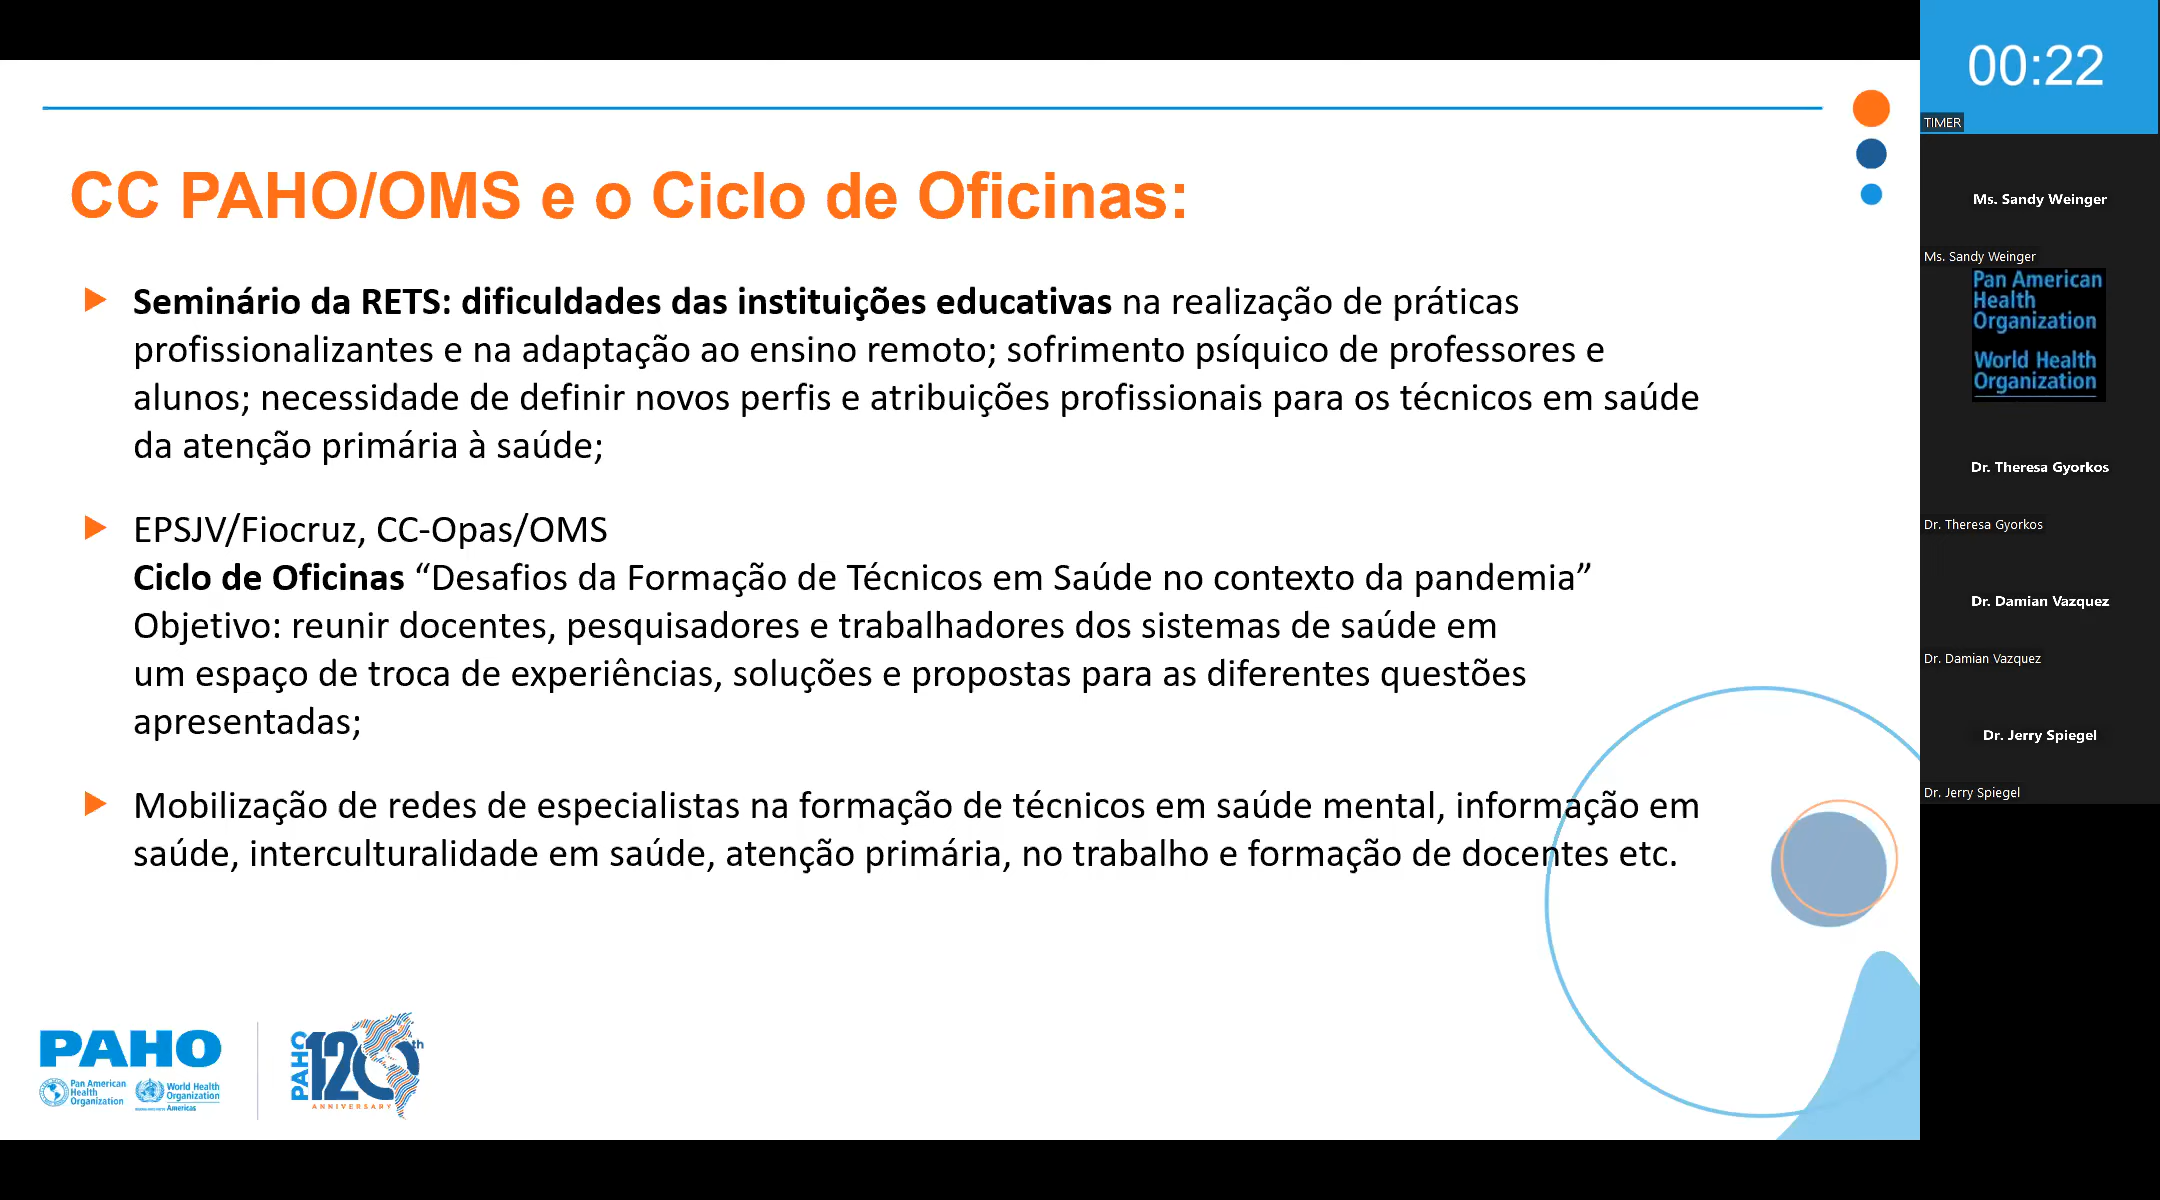 CC PAHO/OMS e o Ciclo de Oficinas:
Seminário da RETS: dificuldades das instituições educativas na realização de práticas
profissionalizantes e na adaptação ao ensino remoto; sofrimento psíquico de professores e
alunos; necessidade de definir novos perfis e atribuições profissionais para os técnicos em saúde
da atenção primária à saúde;
EPSJV/Fiocruz, CC-Opas/OMS
Ciclo de Oficinas “Desafios da Formação de Técnicos em Saúde no contexto da pandemia”
Objetivo: reunir docentes, pesquisadores e trabalhadores dos sistemas de saúde em
um espaço de troca de experiências, soluções e propostas para as diferentes questões
apresentadas;
Mobilização de redes de especialistas na formação de técnicos em saúde mental, informação em
saúde, interculturalidade em saúde, atenção primária, no trabalho e formação de docentes etc.
PAHO
Pan American
Health
Organization
World Health
Organization
Americas
PAHO
120th
ANNIVERSARY
00:22
TIMER
Ms. Sandy Weinger
Ms. Sandy Weinger
Pan American
Health
Organization
World Health
Organization
Dr. Theresa Gyorkos
Dr. Theresa Gyorkos
Dr. Damian Vazquez
Dr. Damian Vazquez
Dr. Jerry Spiegel
Dr. Jerry Spiegel